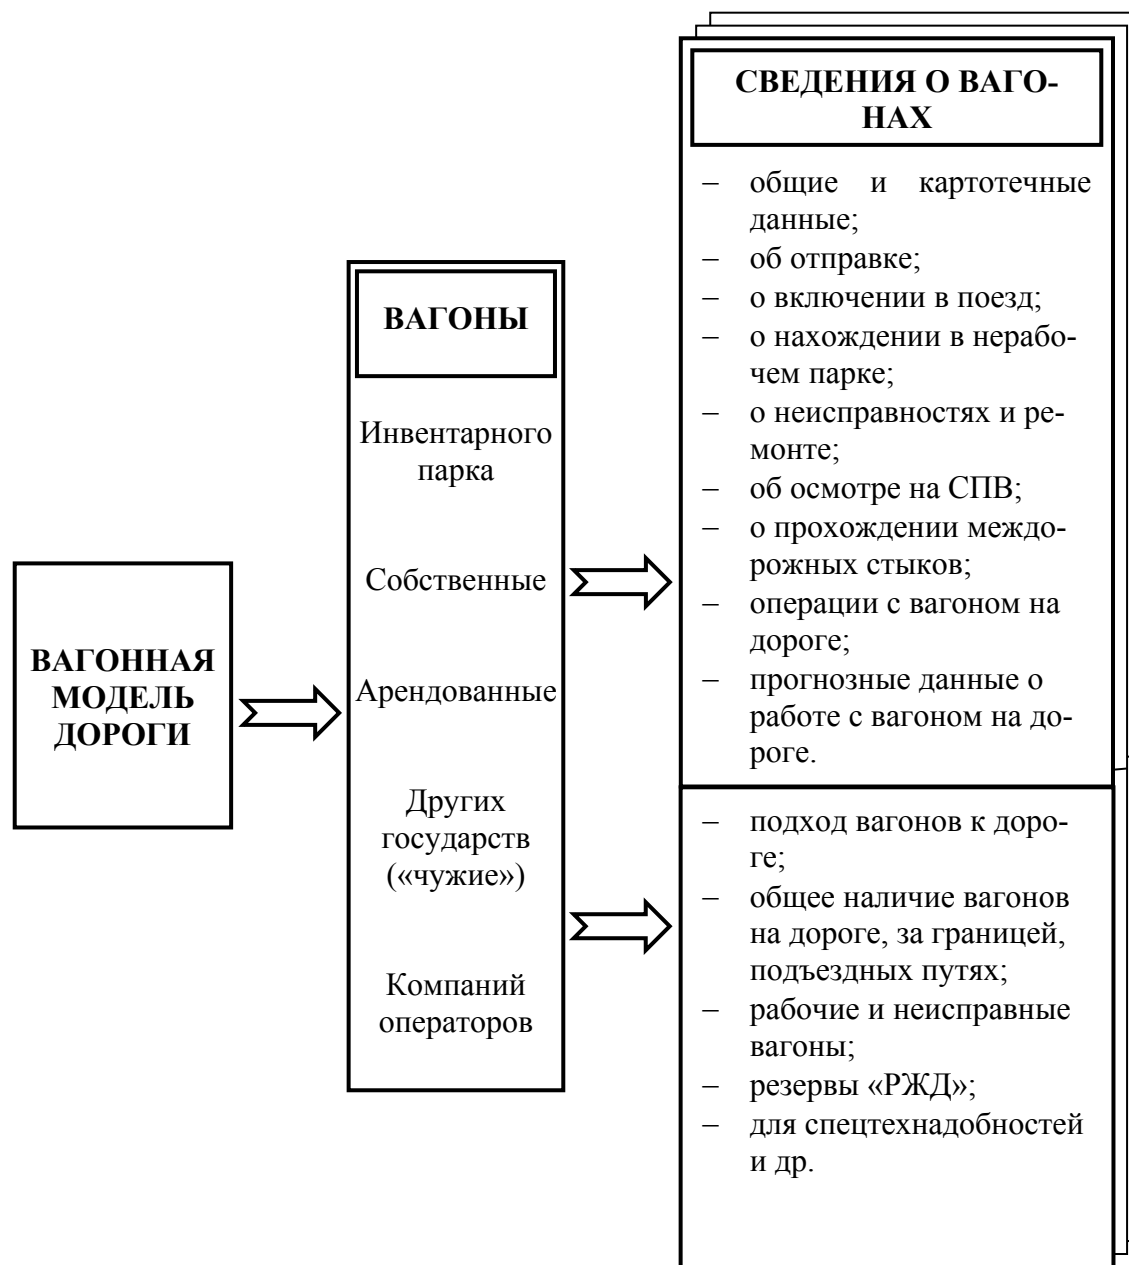 ВАГОННАЯ
МОДЕЛЬ
ДОРОГИ
ВАГОНЫ
Инвентарного
парка
Собственные
Арендованные
Других
государств
(«чужие»)
Компаний
операторов
СВЕДЕНИЯ О ВАГО-
НАХ
– общие и картотечные
данные;
– об отправке;
– о включении в поезд;
– о нахождении в нерабо-
чем парке;
– о неисправностях и ре-
монте;
– об осмотре на СПВ;
– о прохождении междо-
рожных стыков;
– операции с вагоном на
дороге;
– прогнозные данные о
работе с вагоном на до-
роге.
– подход вагонов к доро-
ге;
– общее наличие вагонов
на дороге, за границей,
подъездных путях;
– рабочие и неисправные
вагоны;
– резервы «РЖД»;
– для спецтехнадобностей
и др.